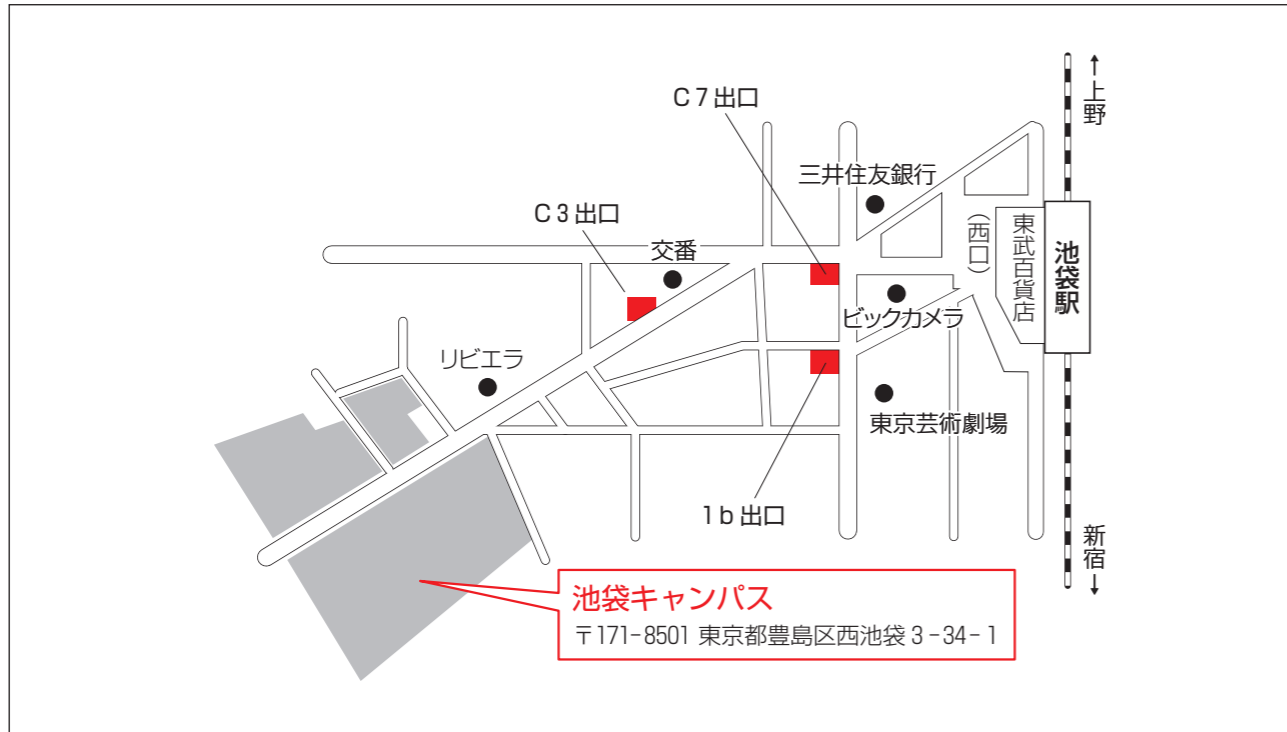 ↑上野
C7出口
三井住友銀行
C3出口
交番
(西口)
東武百貨店
池袋駅
ビックカメラ
リビエラ
東京芸術劇場
1b出口
新宿↓
池袋キャンパス
〒171-8501 東京都豊島区西池袋3-34-1